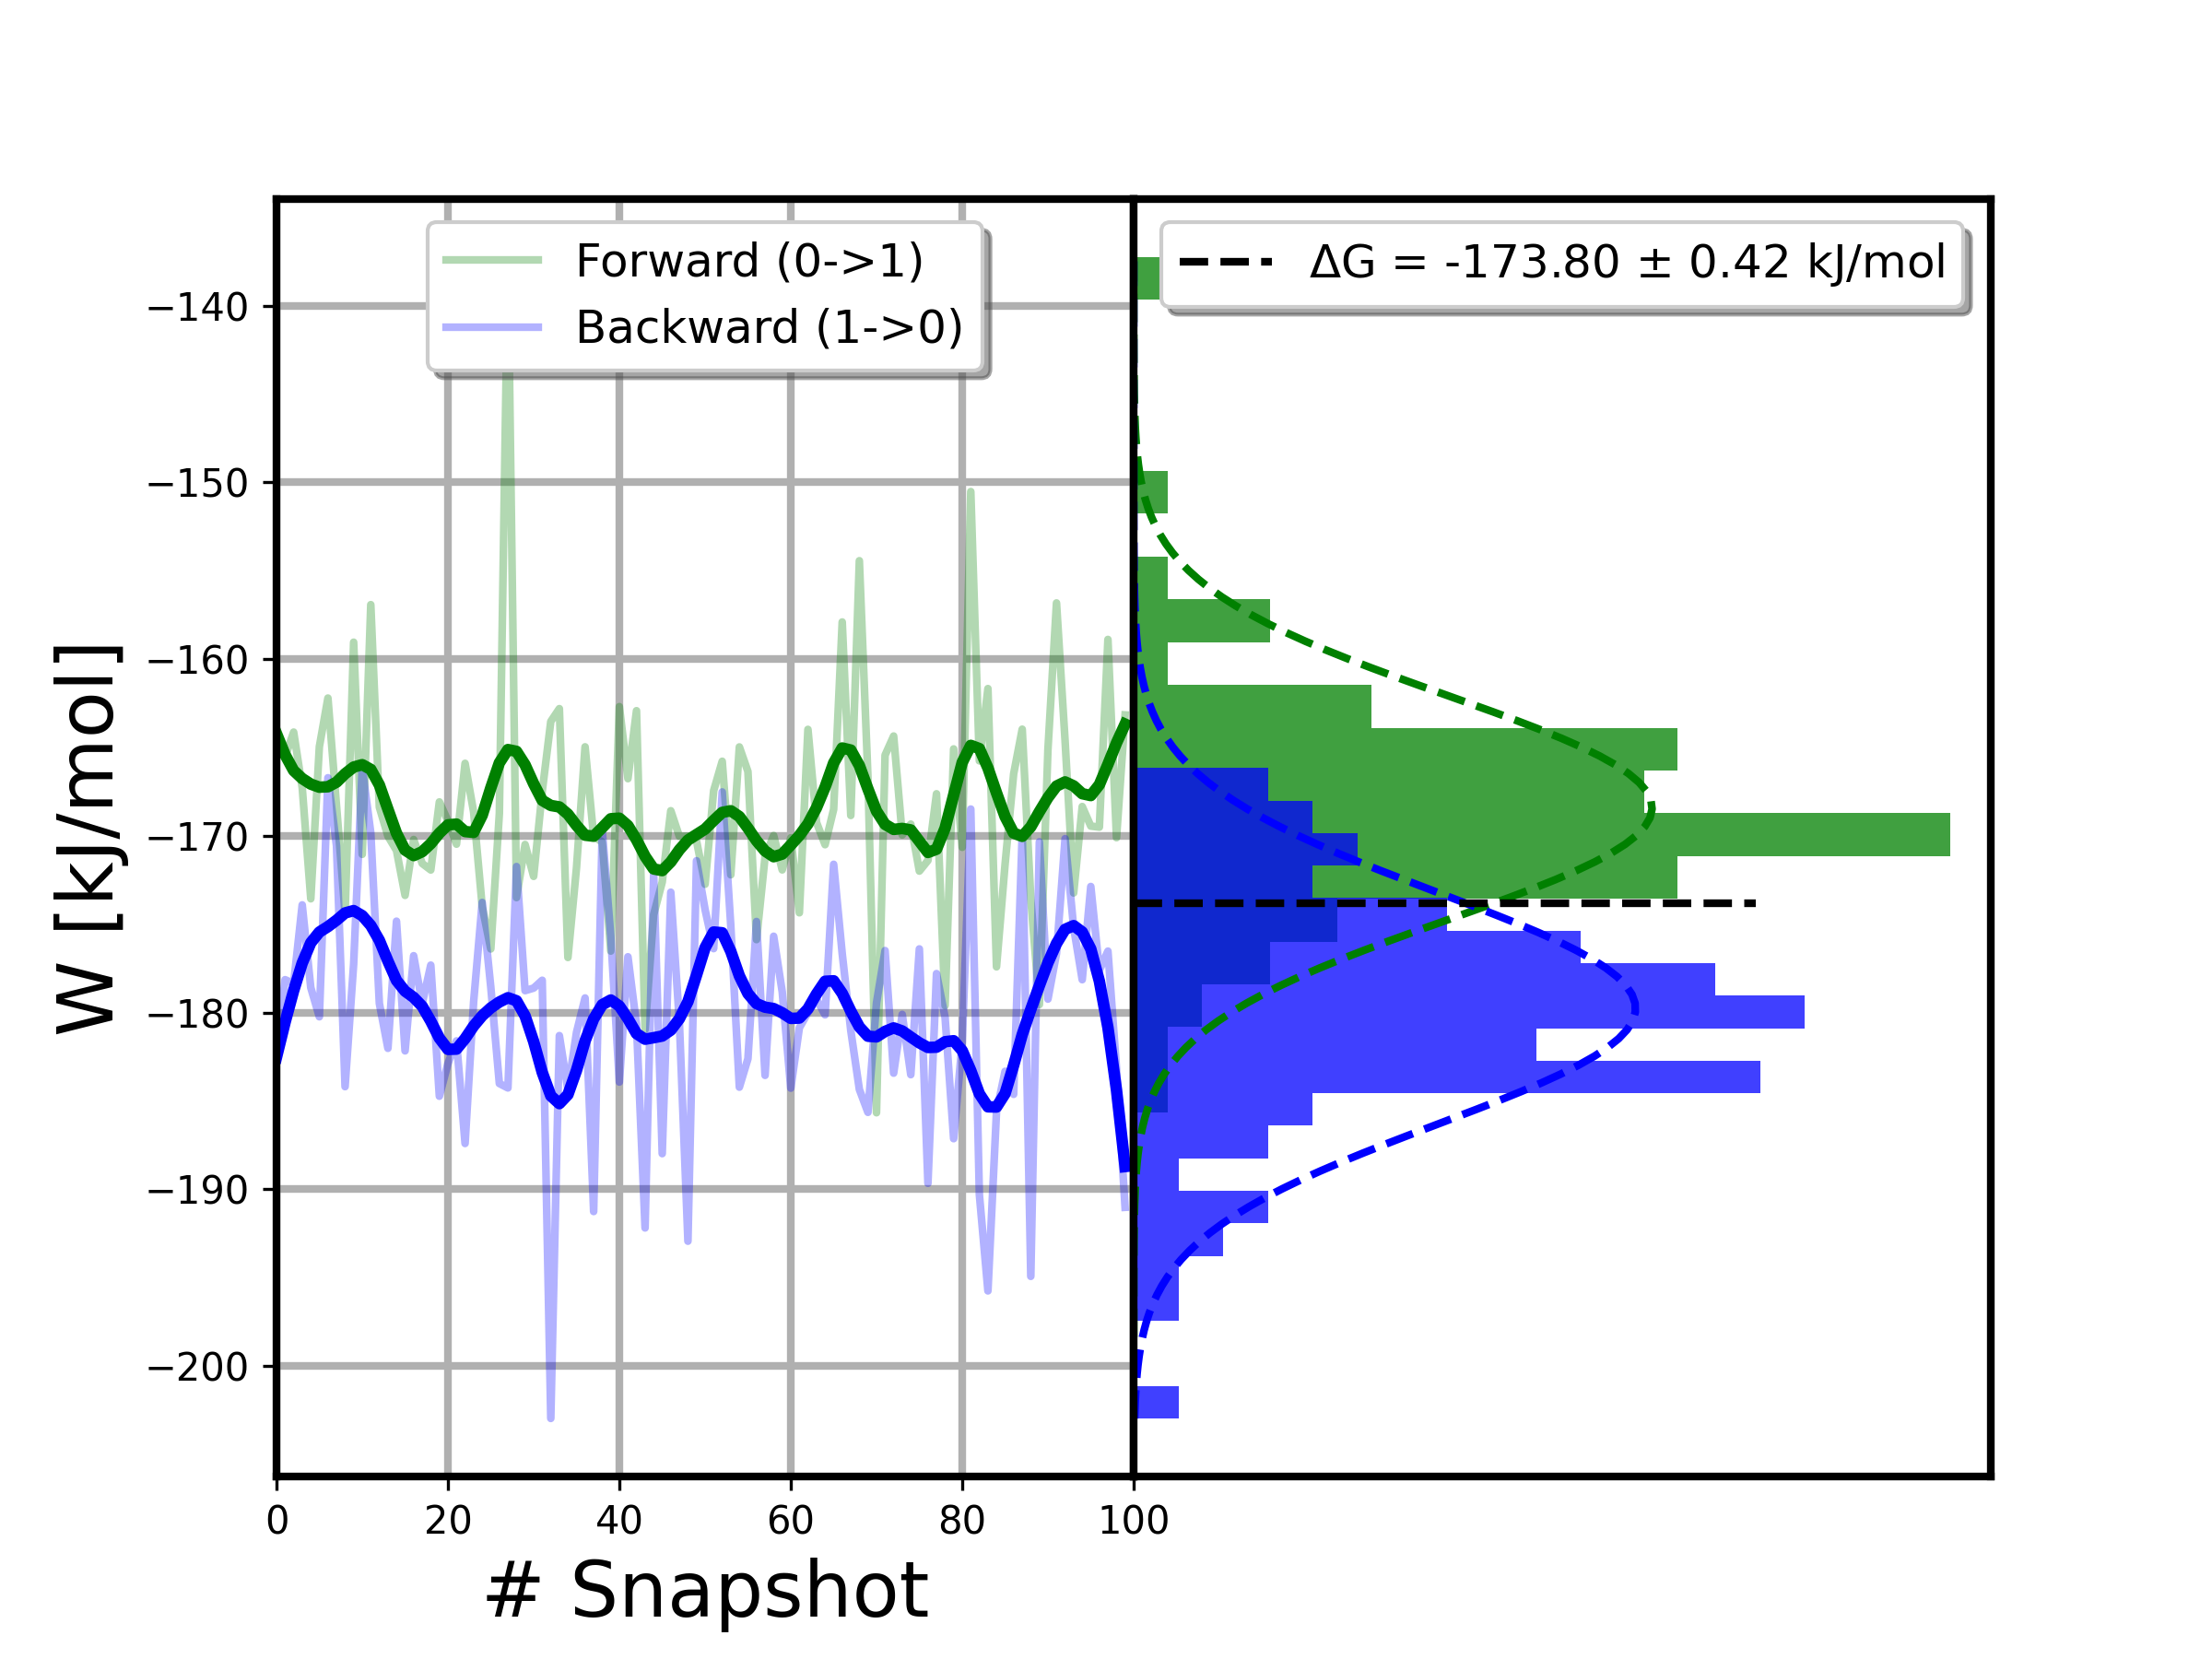 Forward (0->1)
Backward (1->0)
ΔG = -173.80 ± 0.42 kJ/mol
W [kJ/mol]
−140
−150
−160
−170
−180
−190
−200
0 20 40 60 80 100
# Snapshot